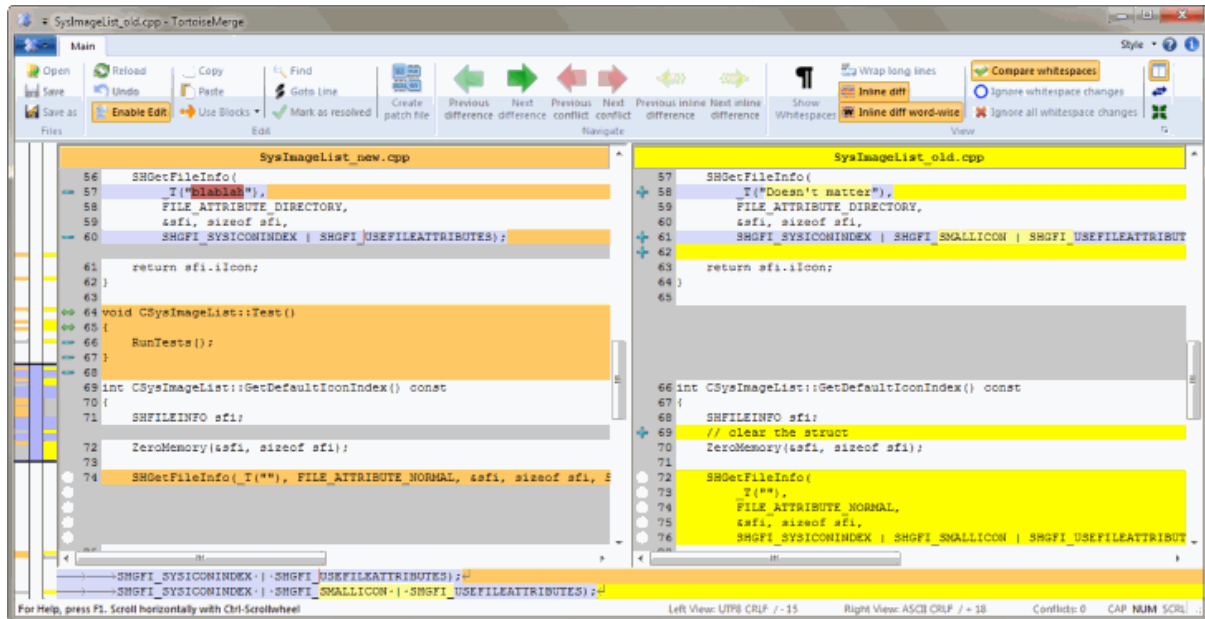 SysImageList_old.cpp - TortoiseMerge
Main
Style
Open
Reload
Copy
Find
Save
Undo
Paste
Goto Line
Save as
Enable Edit
Use Blocks
Mark as resolved
Create patch file
Previous difference
Next difference
Previous conflict
Next conflict
Previous inline difference
Next inline difference
Show Whitespaces
Wrap long lines
Inline diff
Inline diff word-wise
Compare whitespaces
Ignore whitespace changes
Ignore all whitespace changes
Files
Edit
Navigate
View
SysImageList_new.cpp
56 SHGetFileInfo(
57 _T("blablah"),
58 FILE_ATTRIBUTE_DIRECTORY,
59 &sfi, sizeof sfi,
60 SHGFI_SYSICONINDEX | SHGFI_USEFILEATTRIBUTES);
61 return sfi.iIcon;
62 }
63
64 void CSysImageList::Test()
65 {
66 RunTests();
67 }
68
69 int CSysImageList::GetDefaultIconIndex() const
70 {
71 SHFILEINFO sfi;
72 ZeroMemory(&sfi, sizeof sfi);
73
74 SHGetFileInfo(_T(""), FILE_ATTRIBUTE_NORMAL, &sfi, sizeof sfi, S
SysImageList_old.cpp
57 SHGetFileInfo(
58 _T("Doesn't matter"),
59 FILE_ATTRIBUTE_DIRECTORY,
60 &sfi, sizeof sfi,
61 SHGFI_SYSICONINDEX | SHGFI_SMALLICON | SHGFI_USEFILEATTRIBUT
62
63 return sfi.iIcon;
64 }
65
66 int CSysImageList::GetDefaultIconIndex() const
67 {
68 SHFILEINFO sfi;
69 // clear the struct
70 ZeroMemory(&sfi, sizeof sfi);
71
72 SHGetFileInfo(
73 _T(""),
74 FILE_ATTRIBUTE_NORMAL,
75 &sfi, sizeof sfi,
76 SHGFI_SYSICONINDEX | SHGFI_SMALLICON | SHGFI_USEFILEATTRIBUT
SHGFI_SYSICONINDEX·|·SHGFI_USEFILEATTRIBUTES);
SHGFI_SYSICONINDEX·|·SHGFI_SMALLICON·|·SHGFI_USEFILEATTRIBUTES);
For Help, press F1. Scroll horizontally with Ctrl-Scrollwheel
Left View: UTF8 CRLF / - 15
Right View: ASCII CRLF / + 18
Conflicts: 0
CAP NUM SCRL